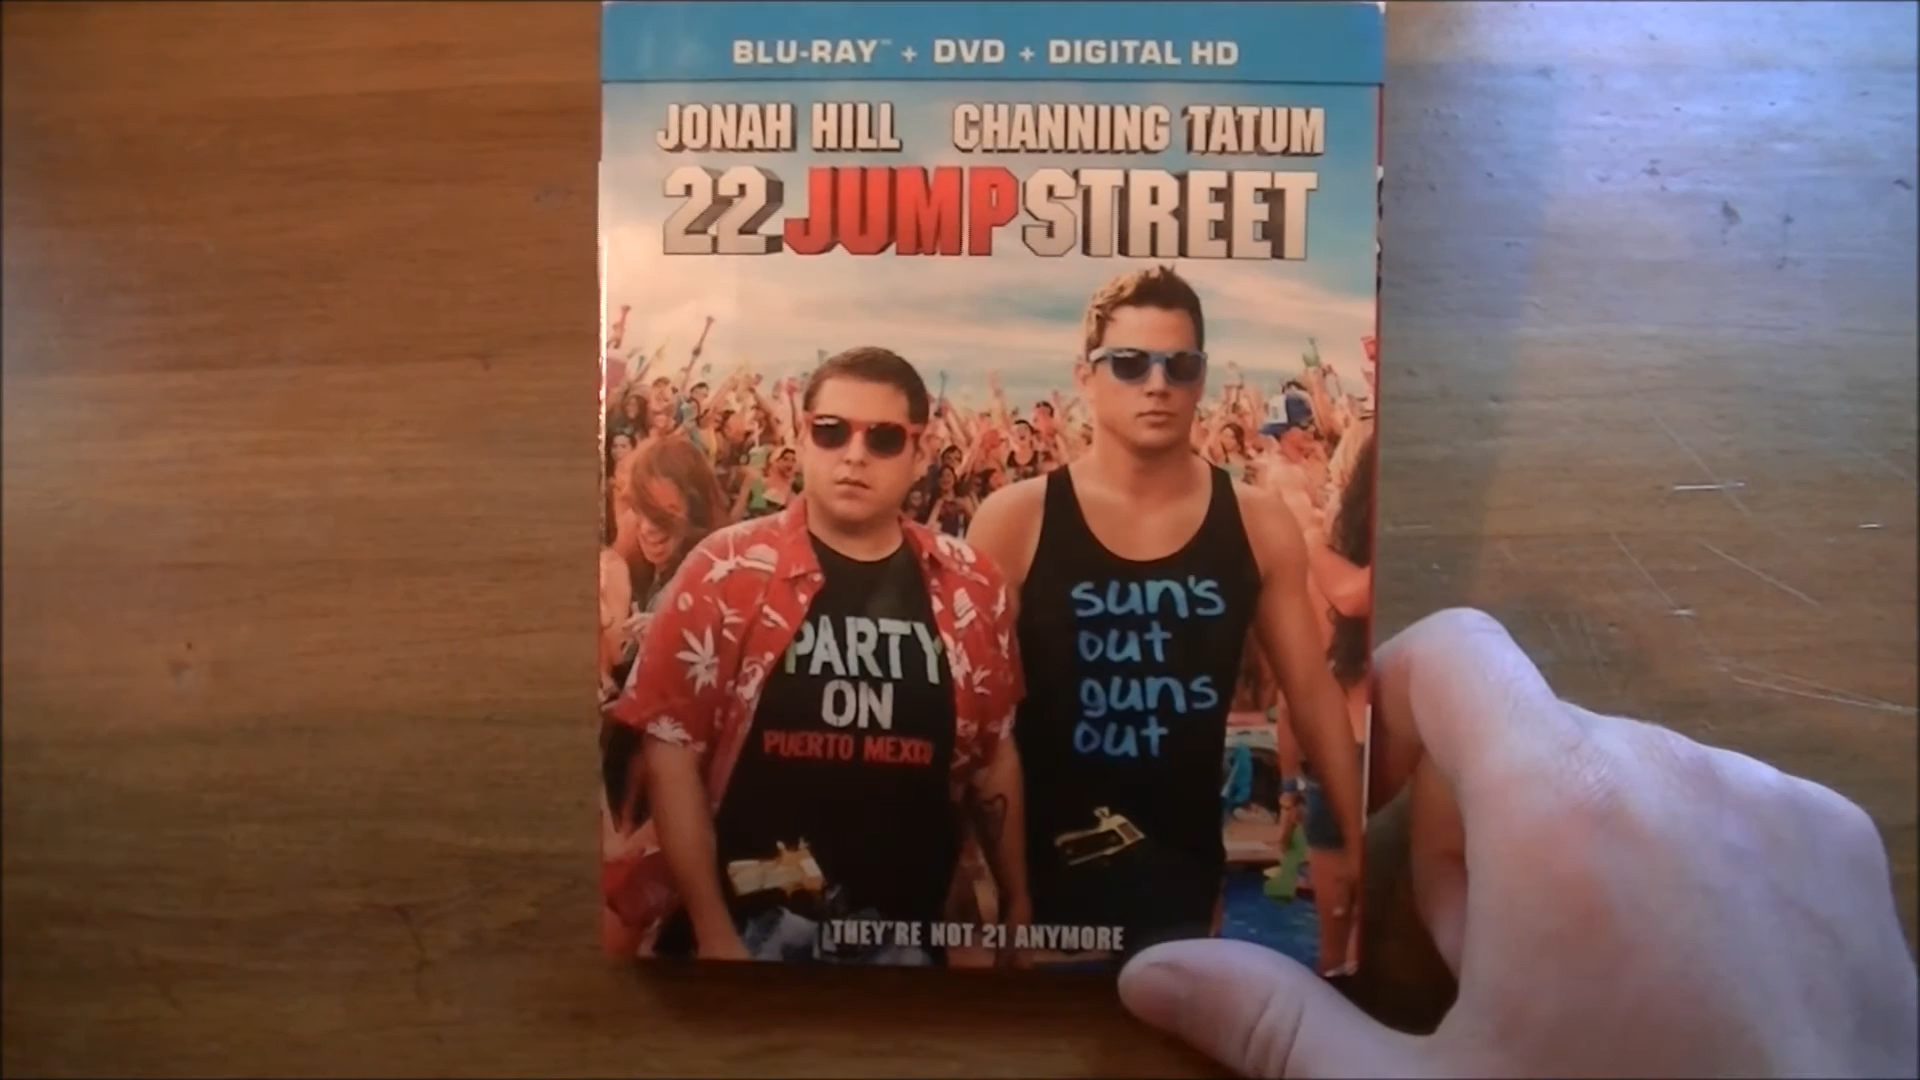 BLU-RAY™ + DVD + DIGITAL HD
JONAH HILL CHANNING TATUM
22 JUMP STREET
PARTY
ON
PUERTO MEXICO
sun's
out
guns
out
THEY'RE NOT 21 ANYMORE